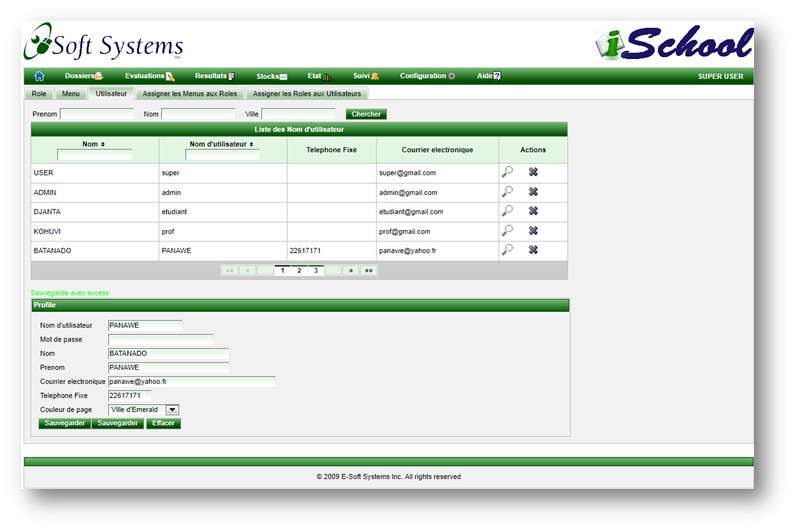 eSoft Systems Inc.
iSchool
Dossiers Evaluations Resultats Stocks Etat Suivi Configuration Aide SUPER USER
Role Menu Utilisateur Assigner les Menus aux Roles Assigner les Roles aux Utilisateurs
Prenom Nom Ville Chercher
Liste des Nom d'utilisateur
Nom Nom d'utilisateur Telephone Fixe Courrier electronique Actions
USER super super@gmail.com
ADMIN admin admin@gmail.com
DJANTA etudiant etudiant@gmail.com
KOHUVI prof prof@gmail.com
BATANADO PANAWE 22617171 panawe@yahoo.fr
«« « 1 2 3 » »»
Sauvegarde avec sucess
Profile
Nom d'utilisateur PANAWE
Mot de passe
Nom BATANADO
Prenom PANAWE
Courrier electronique panawe@yahoo.fr
Telephone Fixe 22617171
Couleur de page Ville d'Emerald
Sauvegarder Sauvegarder Effacer
© 2009 E-Soft Systems Inc. All rights reserved